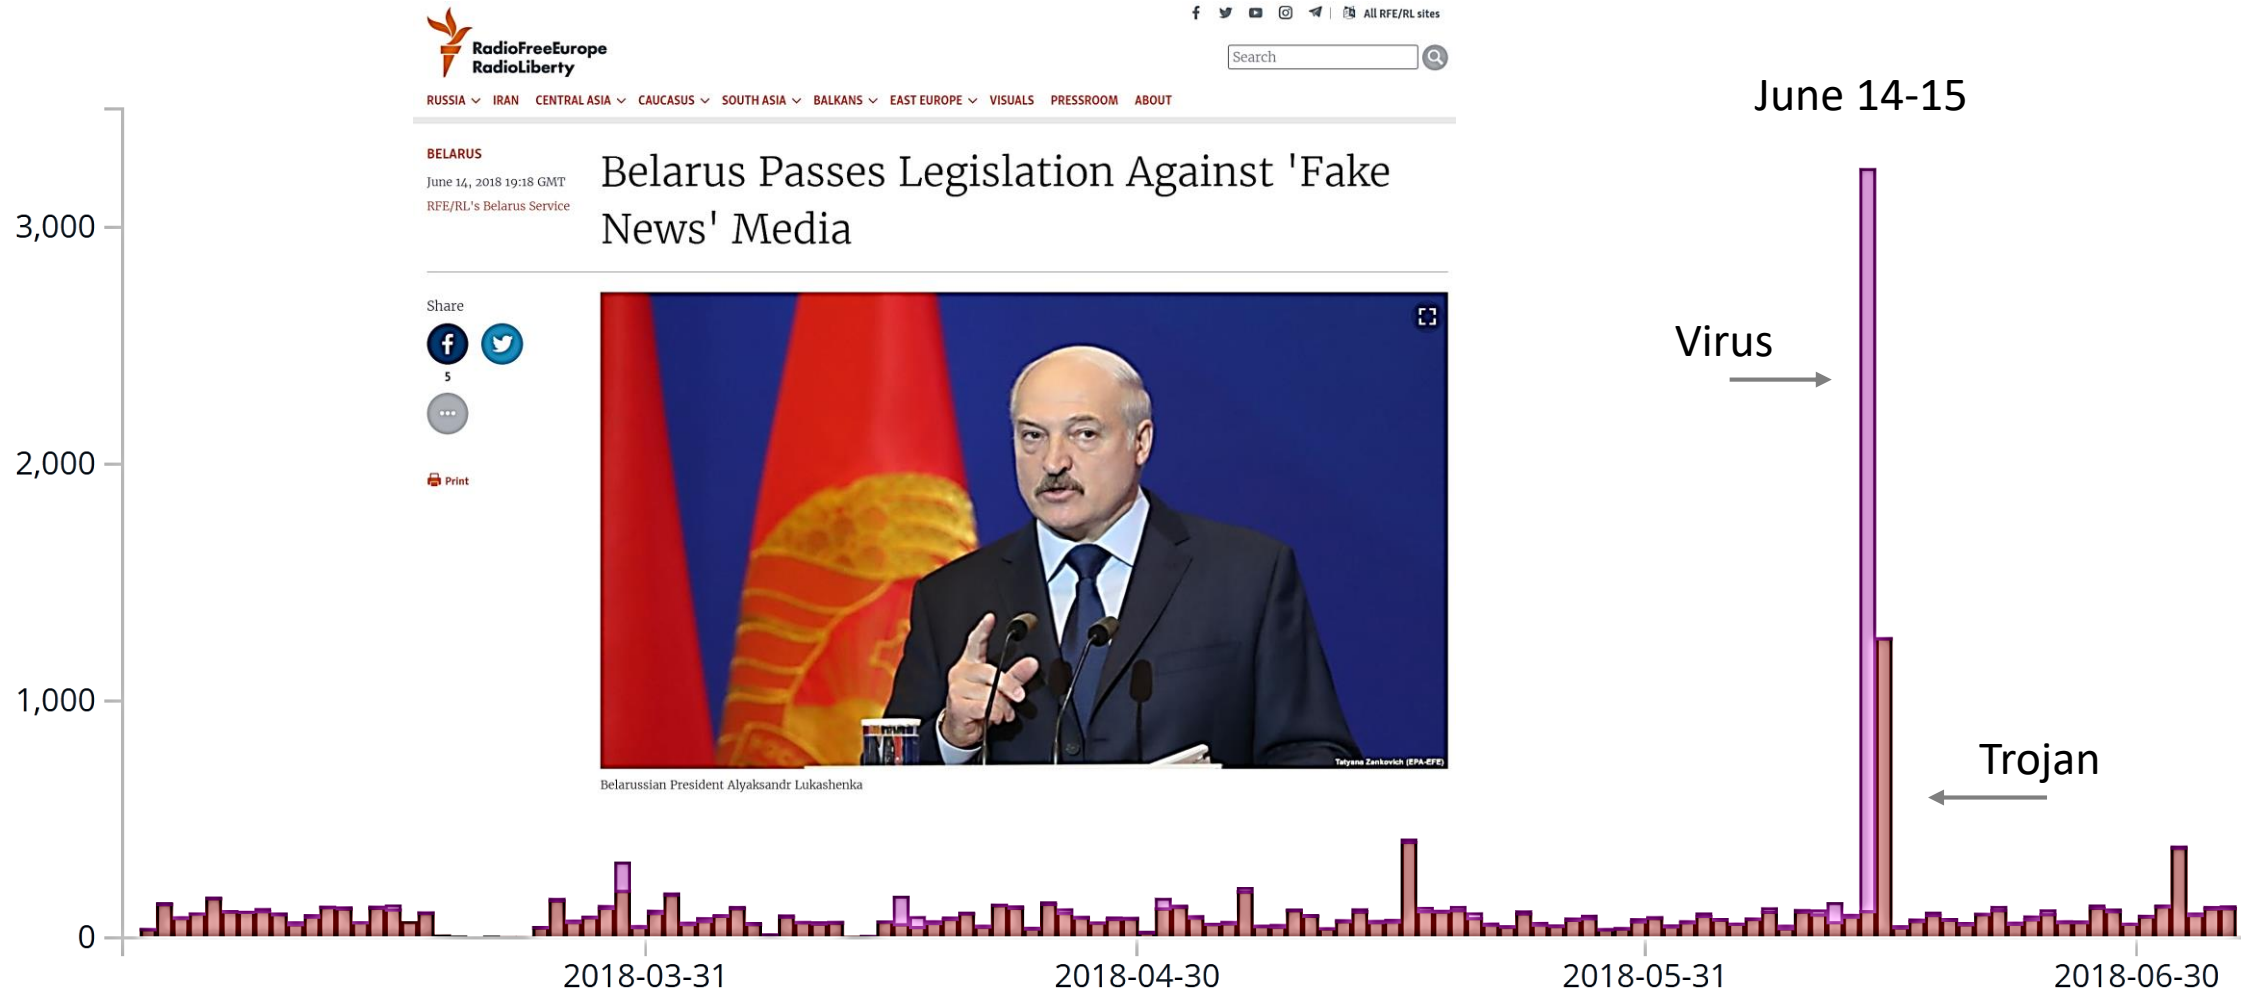 RadioFreeEurope
RadioLiberty
All RFE/RL sites
Search
RUSSIA IRAN CENTRAL ASIA CAUCASUS SOUTH ASIA BALKANS EAST EUROPE VISUALS PRESSROOM ABOUT
BELARUS
June 14, 2018 19:18 GMT
RFE/RL's Belarus Service
Belarus Passes Legislation Against 'Fake
News' Media
Share
5
Print
Tatyana Zenkovich (EPA-EFE)
Belarussian President Alyaksandr Lukashenka
June 14-15
Virus
Trojan
3,000
2,000
1,000
0
2018-03-31
2018-04-30
2018-05-31
2018-06-30